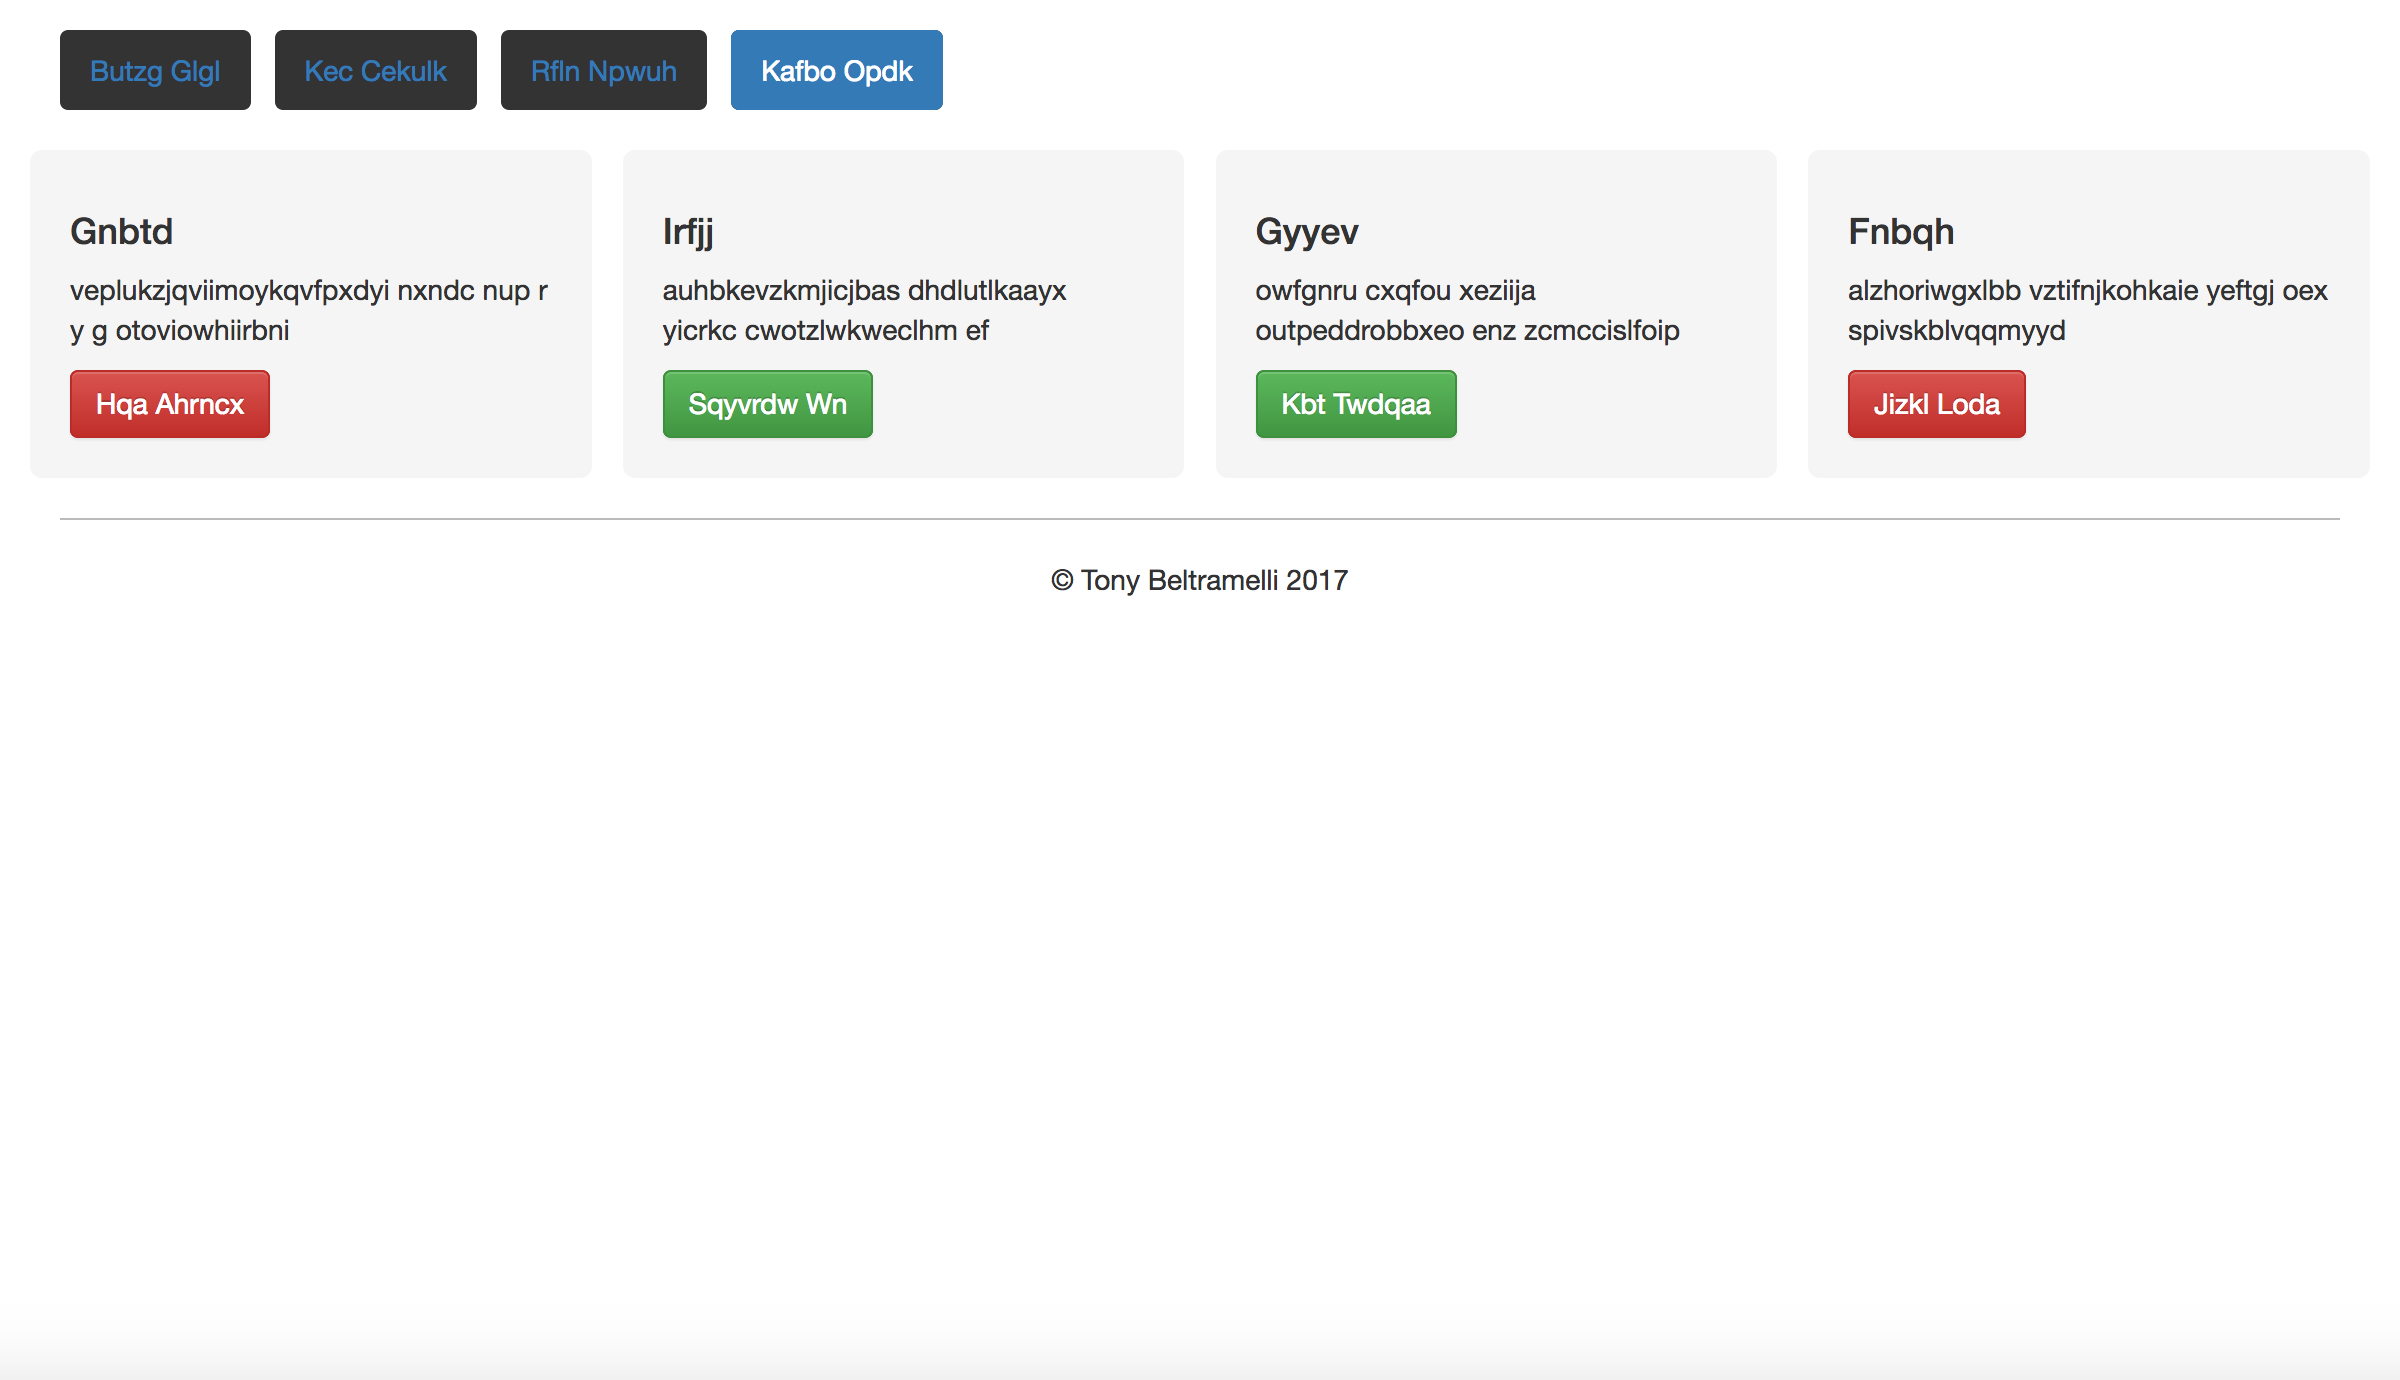 Butzg Glgl
Kec Cekulk
Rfln Npwuh
Kafbo Opdk
Gnbtd
veplukzjqviimoykqvfpxdyi nxndc nup r
y g otoviowhiirbni
Hqa Ahrncx
Irfjj
auhbkevzkmjicjbas dhdlutlkaayx
yicrkc cwotzlwkweclhm ef
Sqyvrdw Wn
Gyyev
owfgnru cxqfou xeziija
outpeddrobbxeo enz zcmccislfoip
Kbt Twdqaa
Fnbqh
alzhoriwgxlbb vztifnjkohkaie yeftgj oex
spivskblvqqmyyd
Jizkl Loda
© Tony Beltramelli 2017